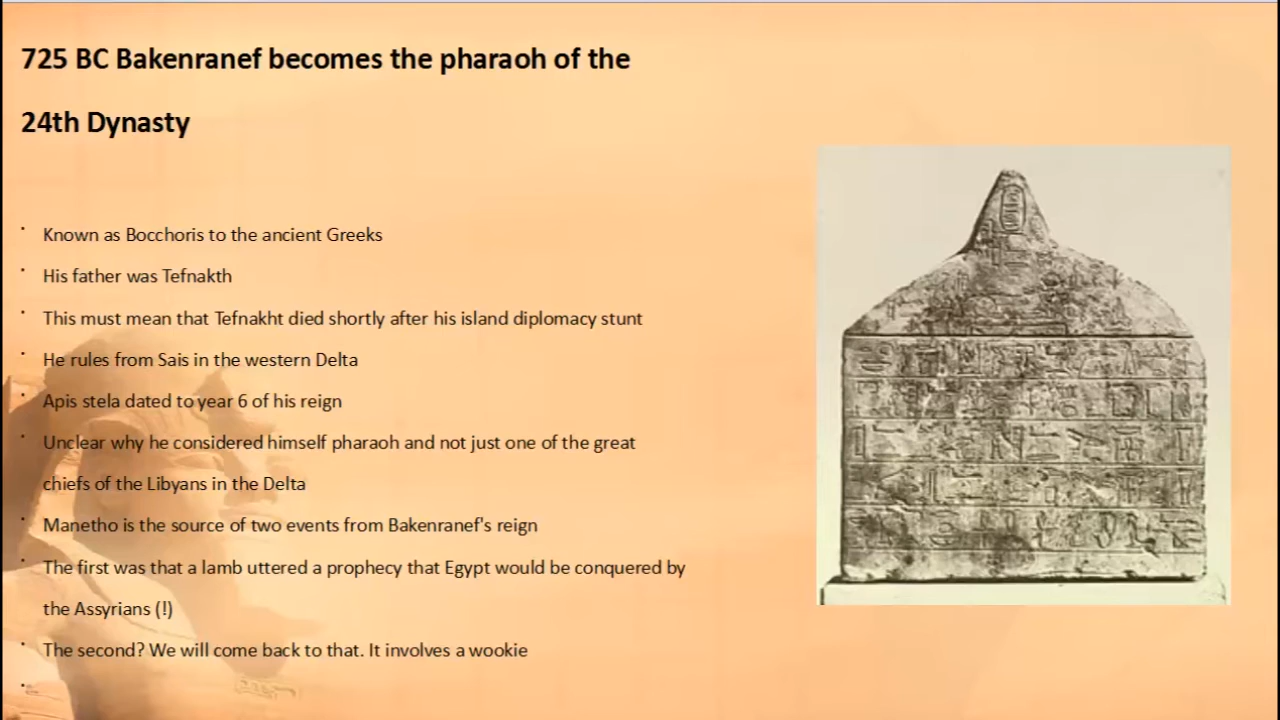 725 BC Bakenranef becomes the pharaoh of the
24th Dynasty
Known as Bocchoris to the ancient Greeks
His father was Tefnakth
This must mean that Tefnakht died shortly after his island diplomacy stunt
He rules from Sais in the western Delta
Apis stela dated to year 6 of his reign
Unclear why he considered himself pharaoh and not just one of the great
chiefs of the Libyans in the Delta
Manetho is the source of two events from Bakenranef's reign
The first was that a lamb uttered a prophecy that Egypt would be conquered by
the Assyrians (!)
The second? We will come back to that. It involves a wookie